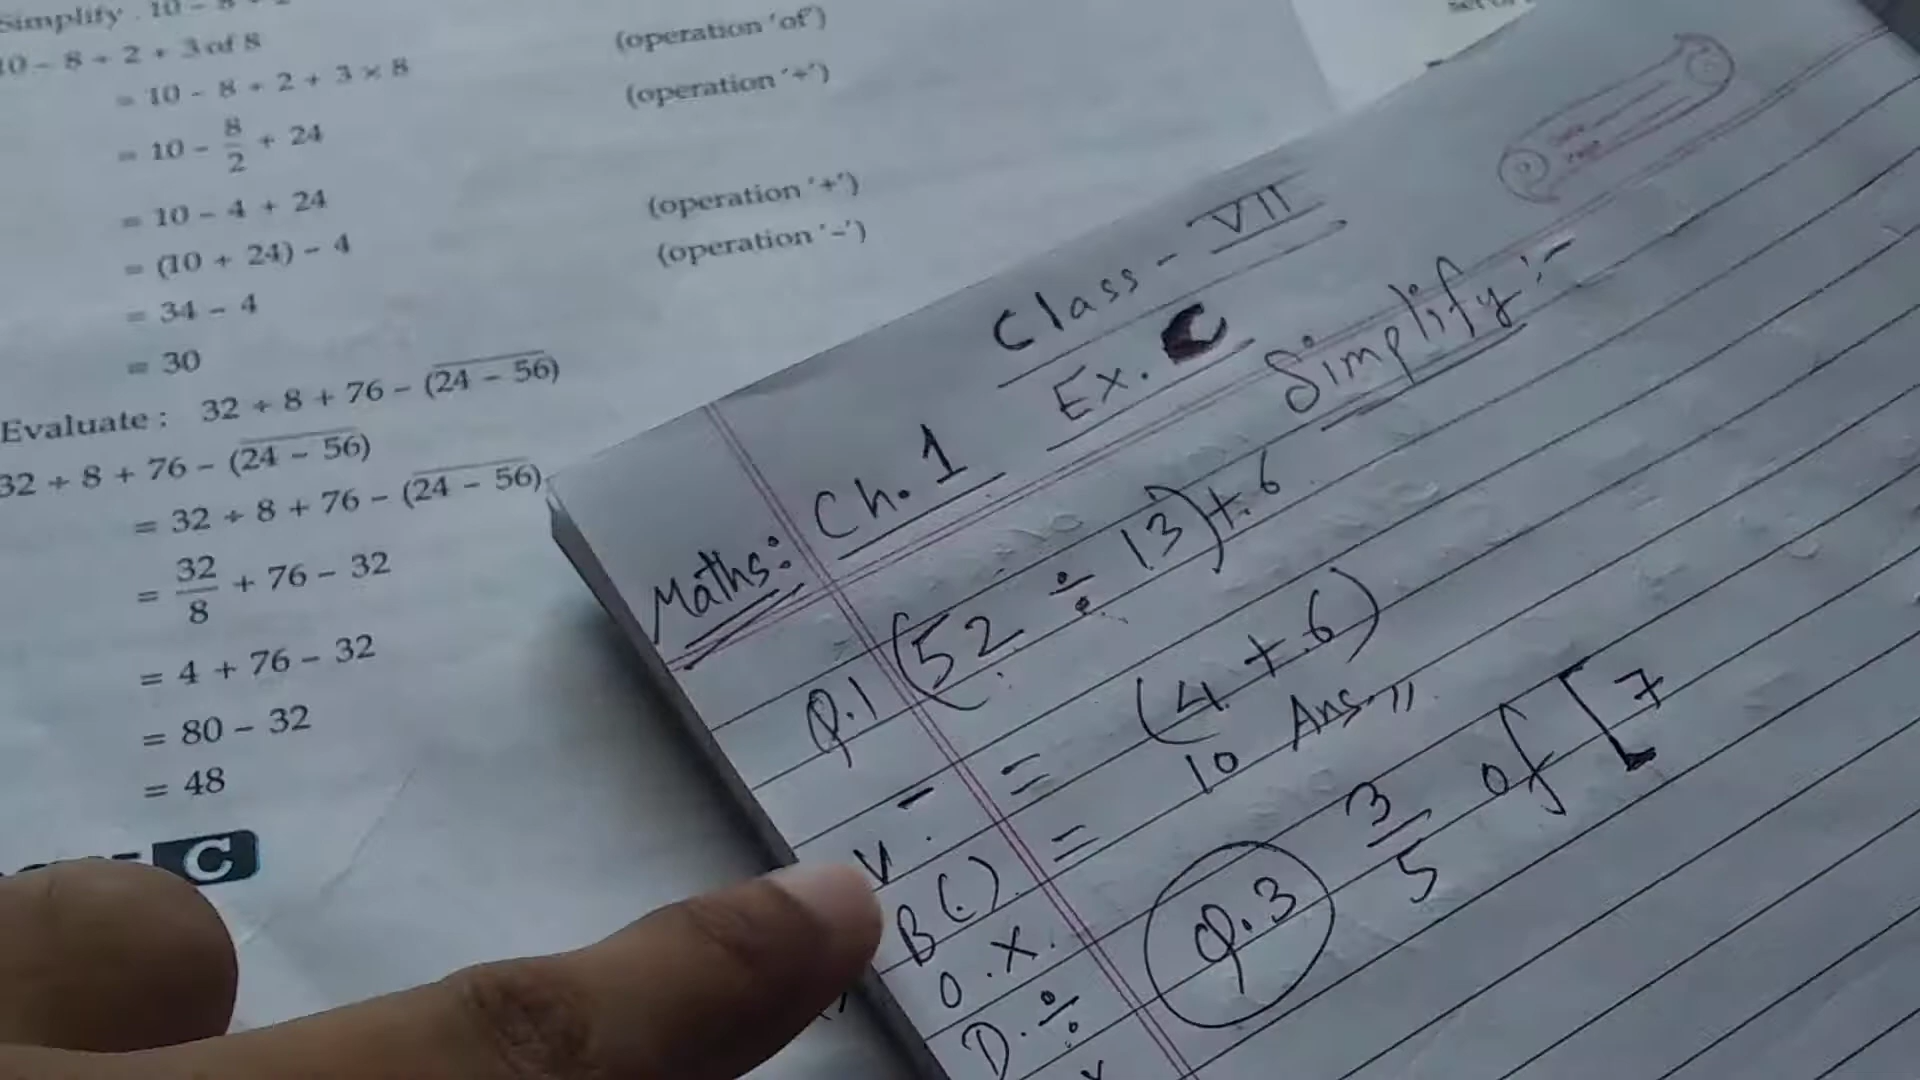 Simplify : 10 – 8 ÷ 2
10 – 8 ÷ 2 + 3 of 8 (operation 'of')
= 10 – 8 ÷ 2 + 3 × 8 (operation '÷')
= 10 – 8/2 + 24
= 10 – 4 + 24 (operation '+')
= (10 + 24) – 4 (operation '–')
= 34 – 4
= 30
Evaluate : 32 ÷ 8 + 76 – (24 – 56)
32 ÷ 8 + 76 – (24 – 56)
= 32 ÷ 8 + 76 – (24 – 56)
= 32/8 + 76 – 32
= 4 + 76 – 32
= 80 – 32
= 48
C
Class - VII
Maths: Ch. 1 Ex. C Simplify :-
Q.1 (52 ÷ 13) + 6
= (4 + 6)
= 10 Ans.//
V. –
B ( )
O. ×
D. ÷
Q.3 3/5 of [7